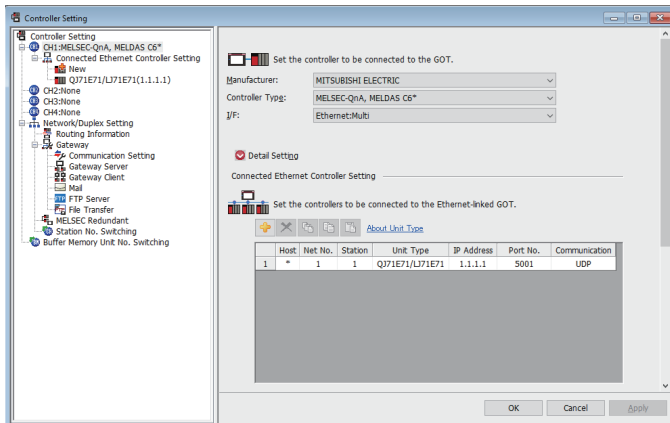 Controller Setting
Controller Setting
CH1:MELSEC-QnA, MELDAS C6*
Connected Ethernet Controller Setting
New
QJ71E71/LJ71E71(1.1.1.1)
CH2:None
CH3:None
CH4:None
Network/Duplex Setting
Routing Information
Gateway
Communication Setting
Gateway Server
Gateway Client
Mail
FTP Server
File Transfer
MELSEC Redundant
Station No. Switching
Buffer Memory Unit No. Switching
Set the controller to be connected to the GOT.
Manufacturer: MITSUBISHI ELECTRIC
Controller Type: MELSEC-QnA, MELDAS C6*
I/F: Ethernet:Multi
Detail Setting
Connected Ethernet Controller Setting
Set the controllers to be connected to the Ethernet-linked GOT.
About Unit Type
Host Net No. Station Unit Type IP Address Port No. Communication
1 * 1 1 QJ71E71/LJ71E71 1.1.1.1 5001 UDP
OK Cancel Apply